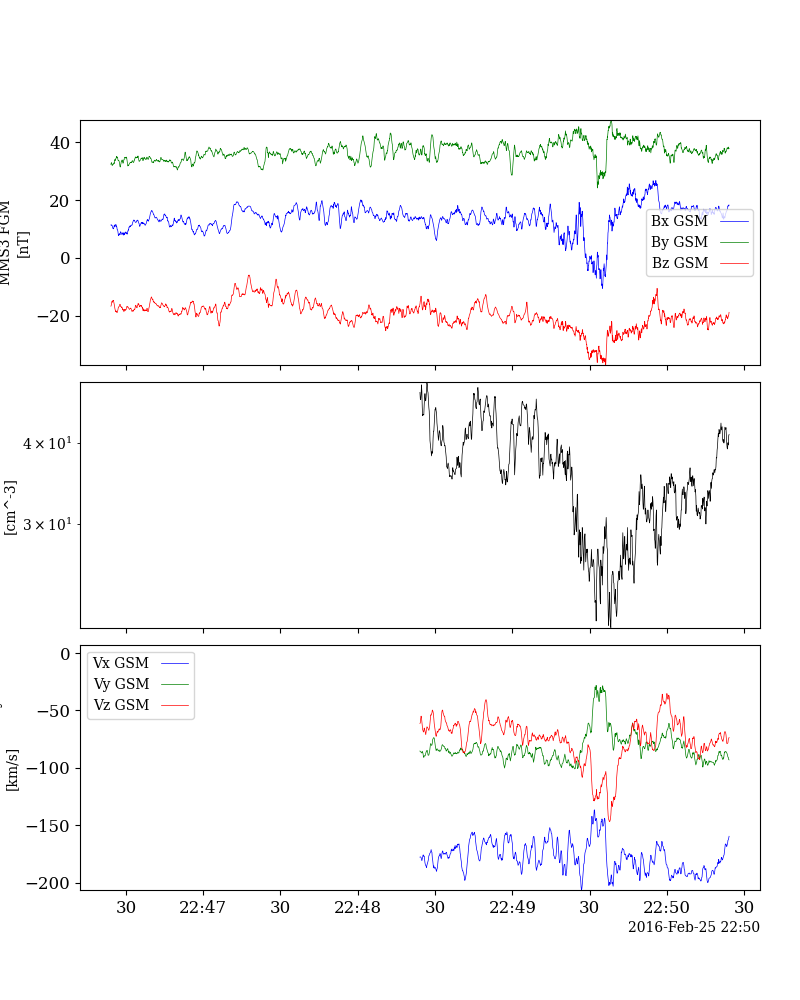 MMS3 FGM
[nT]
40
20
0
−20
Bx GSM
By GSM
Bz GSM
[cm^-3]
4×10¹
3×10¹
[km/s]
0
−50
−100
−150
−200
Vx GSM
Vy GSM
Vz GSM
30 22:47 30 22:48 30 22:49 30 22:50 30
2016-Feb-25 22:50